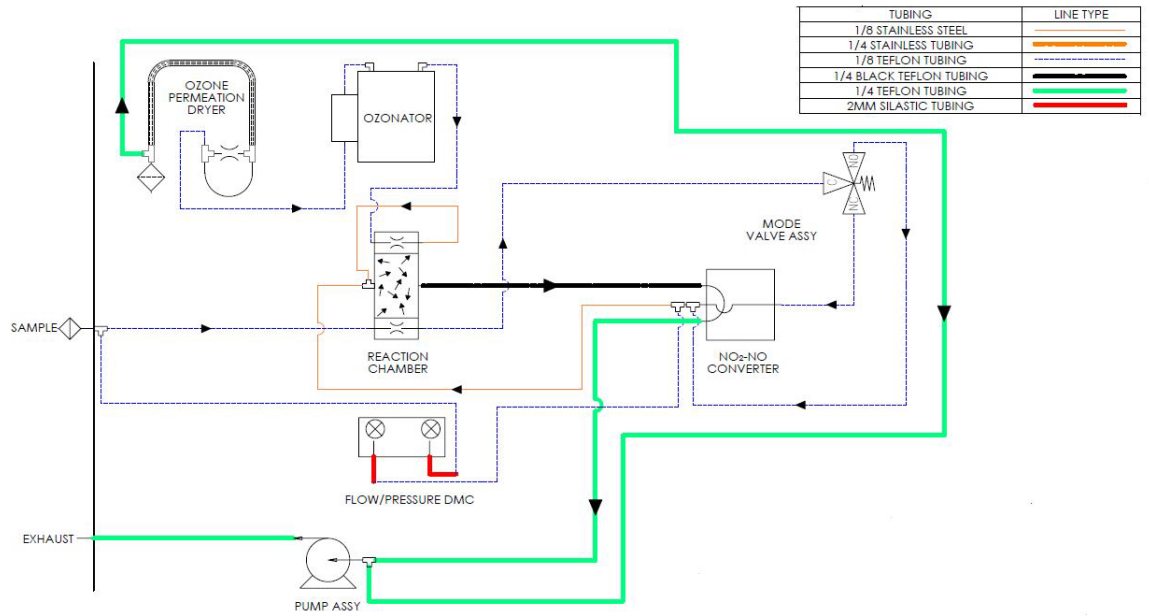 TUBING LINE TYPE
1/8 STAINLESS STEEL
1/4 STAINLESS TUBING
1/8 TEFLON TUBING
1/4 BLACK TEFLON TUBING
1/4 TEFLON TUBING
2MM SILASTIC TUBING
OZONE
PERMEATION
DRYER
OZONATOR
C
NO
NC
MODE
VALVE ASSY
SAMPLE
REACTION
CHAMBER
NO₂-NO
CONVERTER
FLOW/PRESSURE DMC
EXHAUST
PUMP ASSY